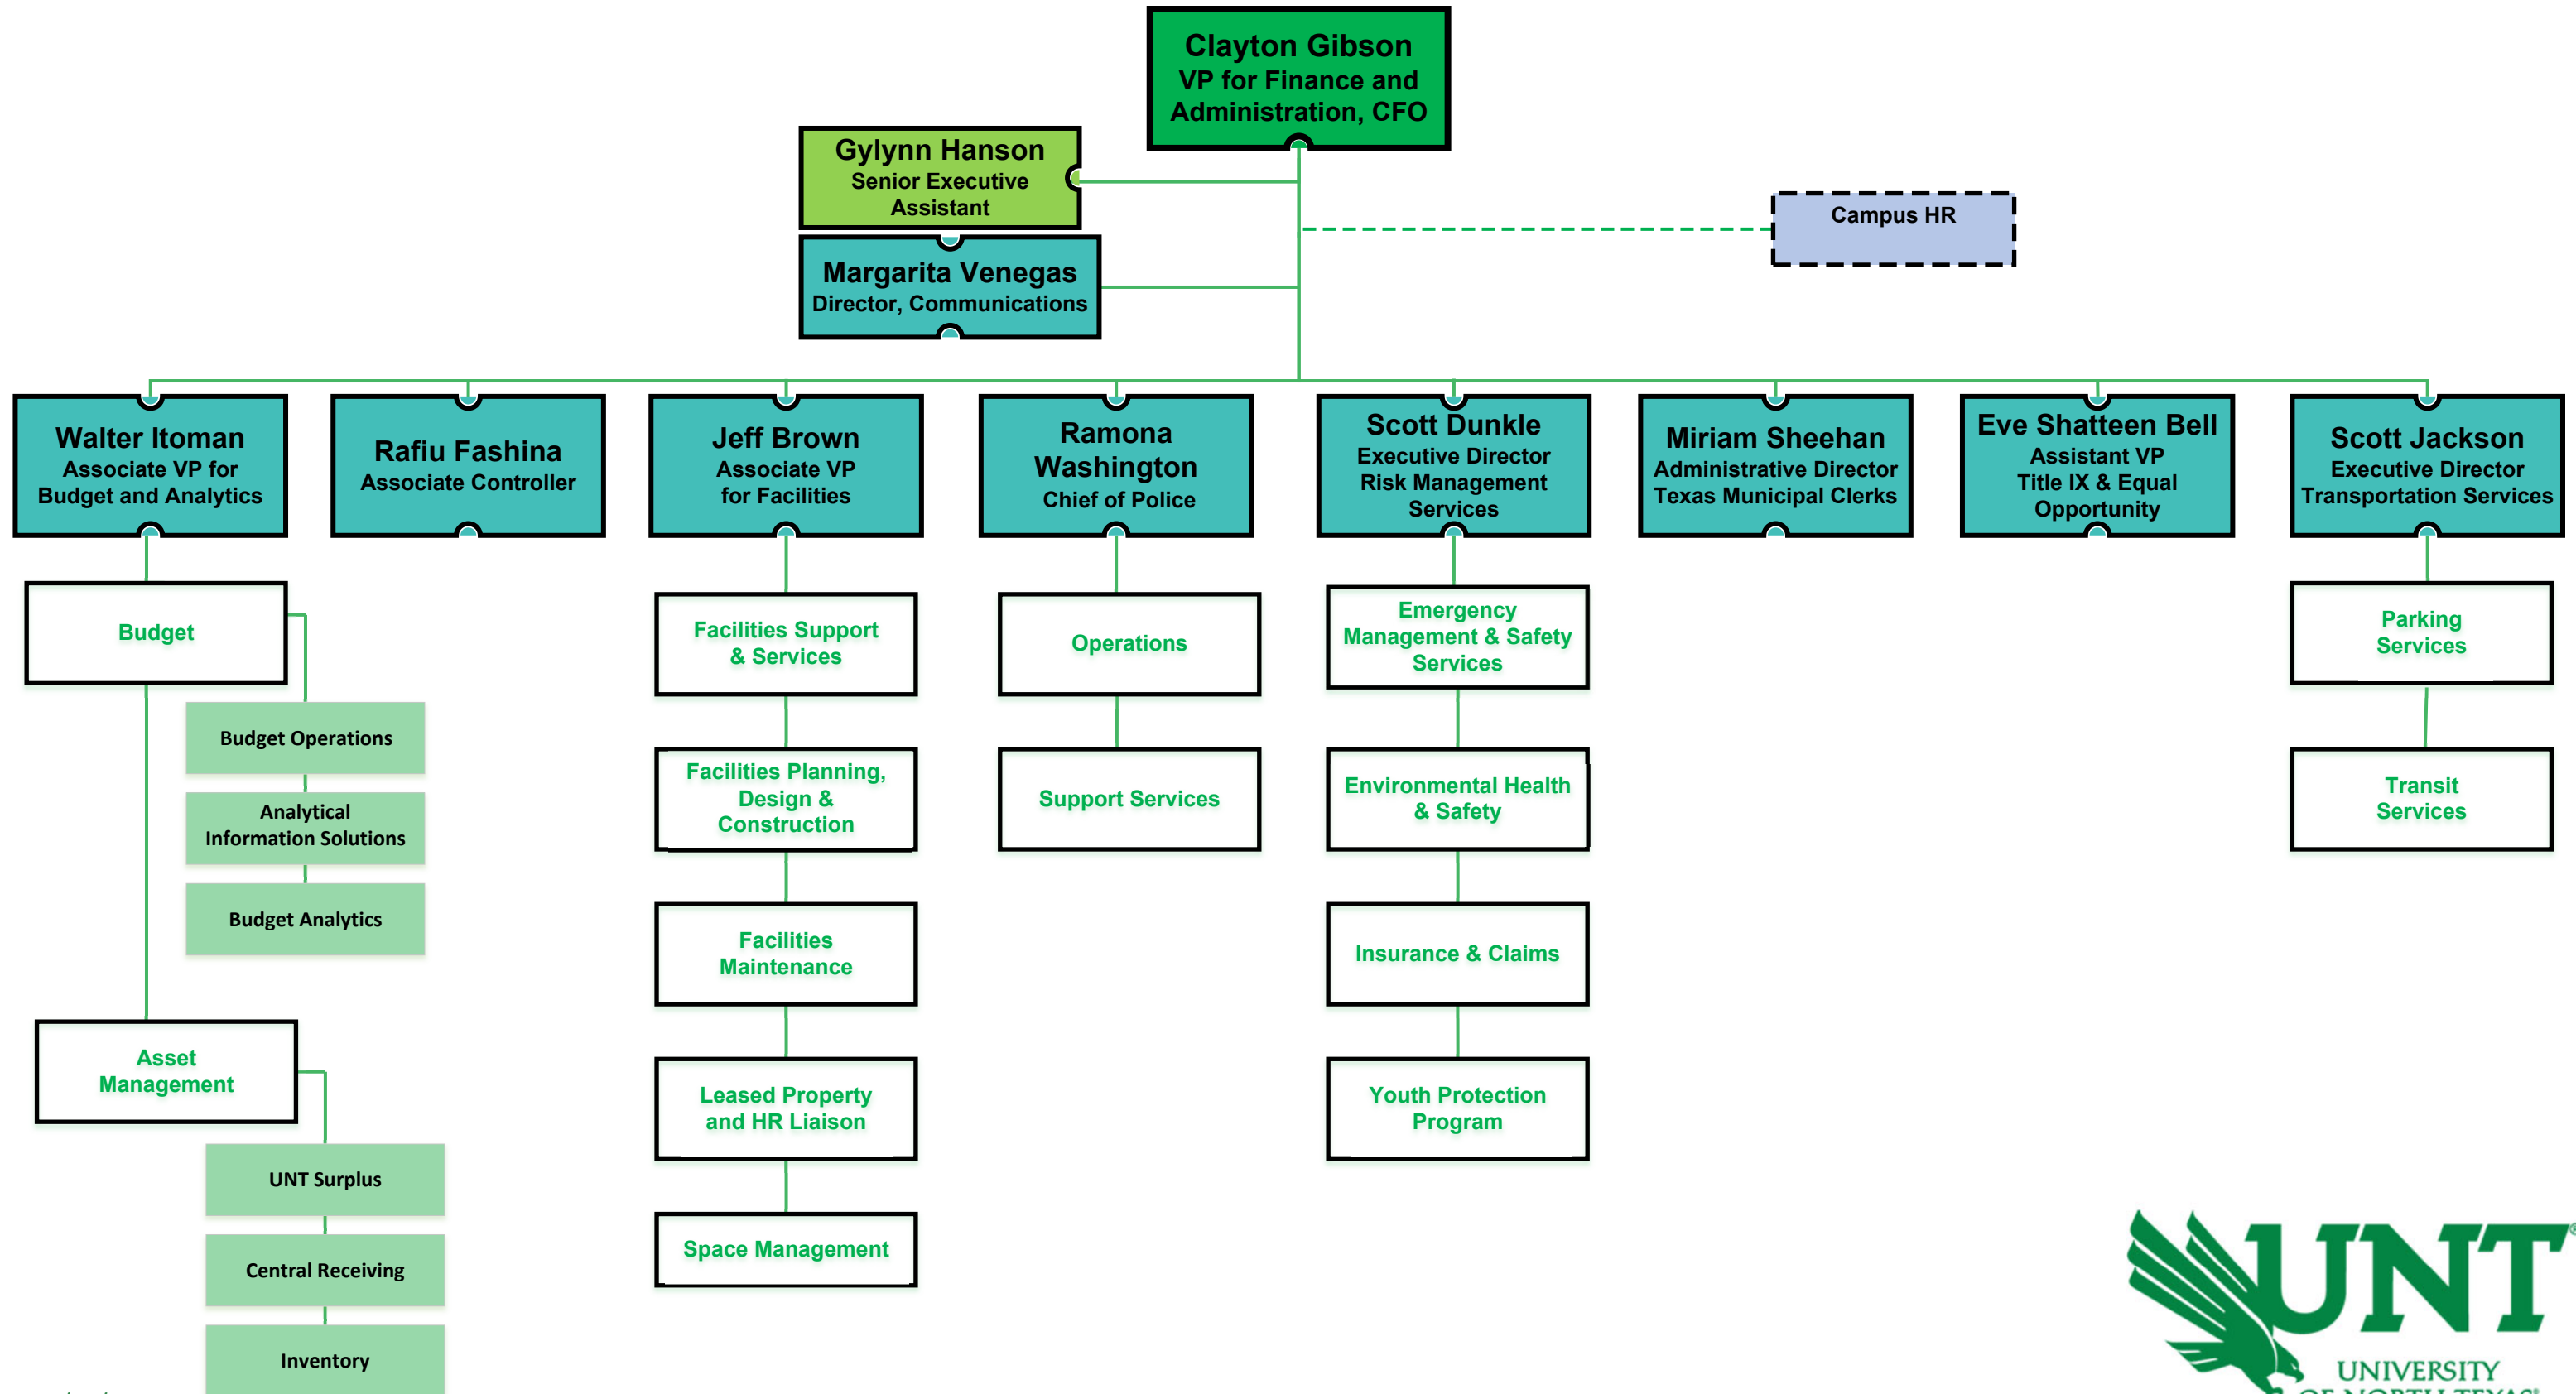 Clayton Gibson
VP for Finance and
Administration, CFO
Gylynn Hanson
Senior Executive
Assistant
Campus HR
Margarita Venegas
Director, Communications
Walter Itoman
Associate VP for
Budget and Analytics
Rafiu Fashina
Associate Controller
Jeff Brown
Associate VP
for Facilities
Ramona
Washington
Chief of Police
Scott Dunkle
Executive Director
Risk Management
Services
Miriam Sheehan
Administrative Director
Texas Municipal Clerks
Eve Shatteen Bell
Assistant VP
Title IX & Equal
Opportunity
Scott Jackson
Executive Director
Transportation Services
Budget
Budget Operations
Analytical
Information Solutions
Budget Analytics
Asset
Management
UNT Surplus
Central Receiving
Inventory
Facilities Support
& Services
Facilities Planning,
Design &
Construction
Facilities
Maintenance
Leased Property
and HR Liaison
Space Management
Operations
Support Services
Emergency
Management & Safety
Services
Environmental Health
& Safety
Insurance & Claims
Youth Protection
Program
Parking
Services
Transit
Services
UNT®
UNIVERSITY
OF NORTH TEXAS®